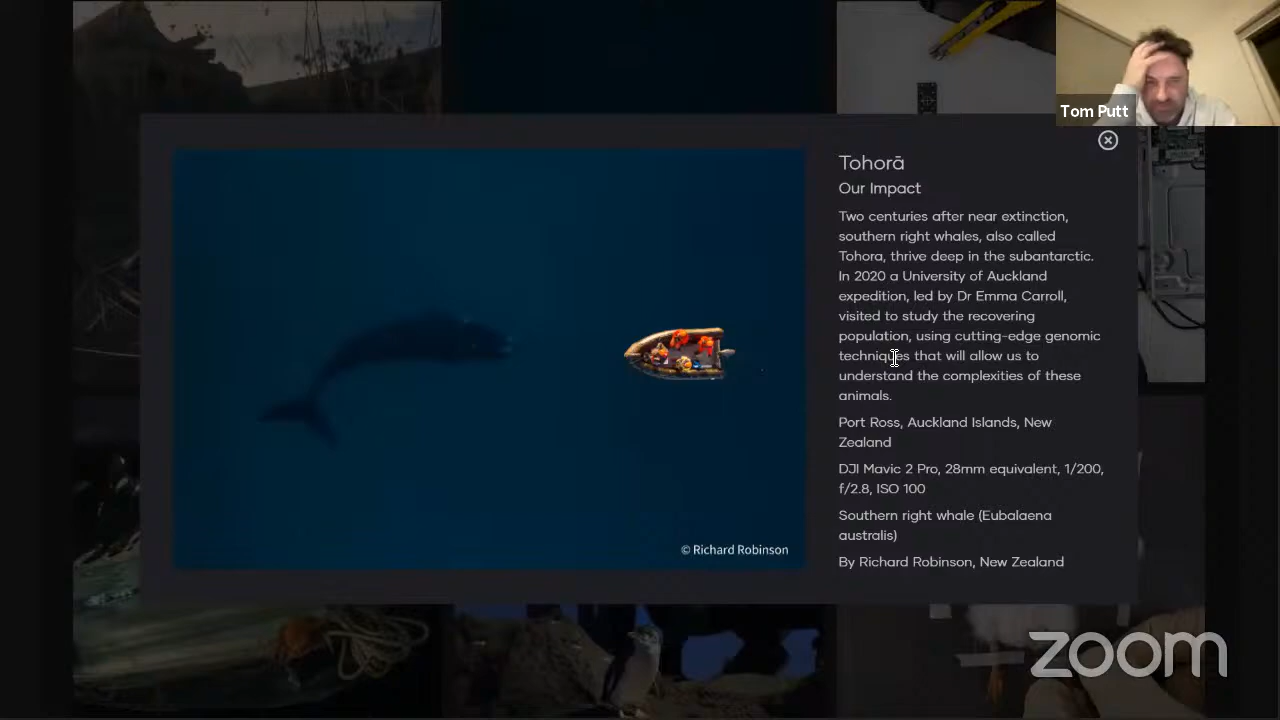 Tom Putt
Tohorā
Our Impact
Two centuries after near extinction,
southern right whales, also called
Tohora, thrive deep in the subantarctic.
In 2020 a University of Auckland
expedition, led by Dr Emma Carroll,
visited to study the recovering
population, using cutting-edge genomic
techniques that will allow us to
understand the complexities of these
animals.
Port Ross, Auckland Islands, New
Zealand
DJI Mavic 2 Pro, 28mm equivalent, 1/200,
f/2.8, ISO 100
Southern right whale (Eubalaena
australis)
By Richard Robinson, New Zealand
© Richard Robinson
zoom